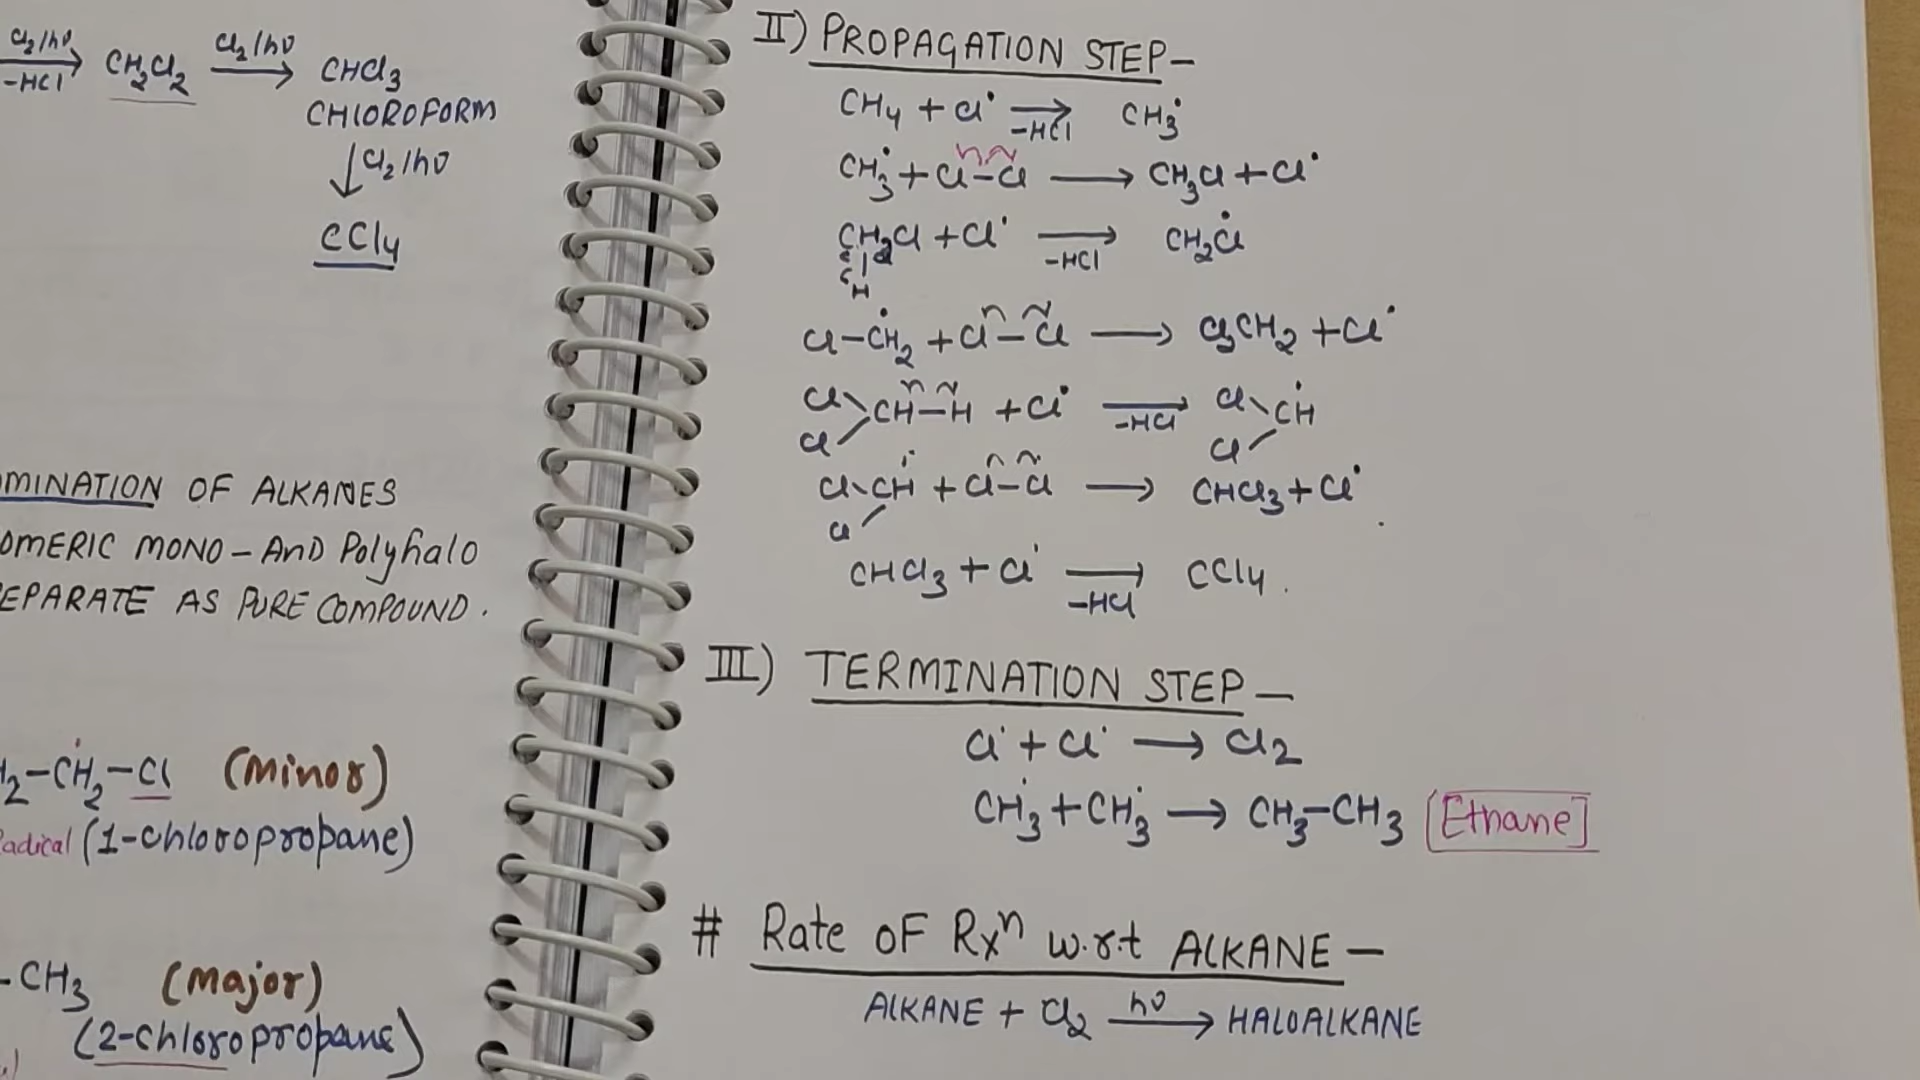 Cl2/hν Cl2/hν
→ CH2Cl2 → CHCl3
-HCl
CHLOROFORM
↓ Cl2/hν
CCl4
MINATION OF ALKANES
OMERIC MONO-AND Polyhalo
EPARATE AS PURE COMPOUND.
H2-CH2-Cl (minor)
Radical (1-chloropropane)
-CH3 (major)
(2-chloropropane)
II) PROPAGATION STEP-
CH4 + Cl• → CH3•
-HCl
CH3• + Cl-Cl → CH3Cl + Cl•
CH2Cl + Cl• → CH2Cl
-HCl
H
Cl-CH2 + Cl-Cl → Cl2CH2 + Cl•
Cl CH-H + Cl• → Cl CH
Cl -HCl Cl
Cl CH + Cl-Cl → CHCl3 + Cl•
Cl
CHCl3 + Cl• → CCl4.
-HCl
III) TERMINATION STEP-
Cl• + Cl• → Cl2
CH3• + CH3• → CH3-CH3 [Ethane]
# Rate OF Rxn w.r.t ALKANE-
ALKANE + Cl2 hν→ HALOALKANE